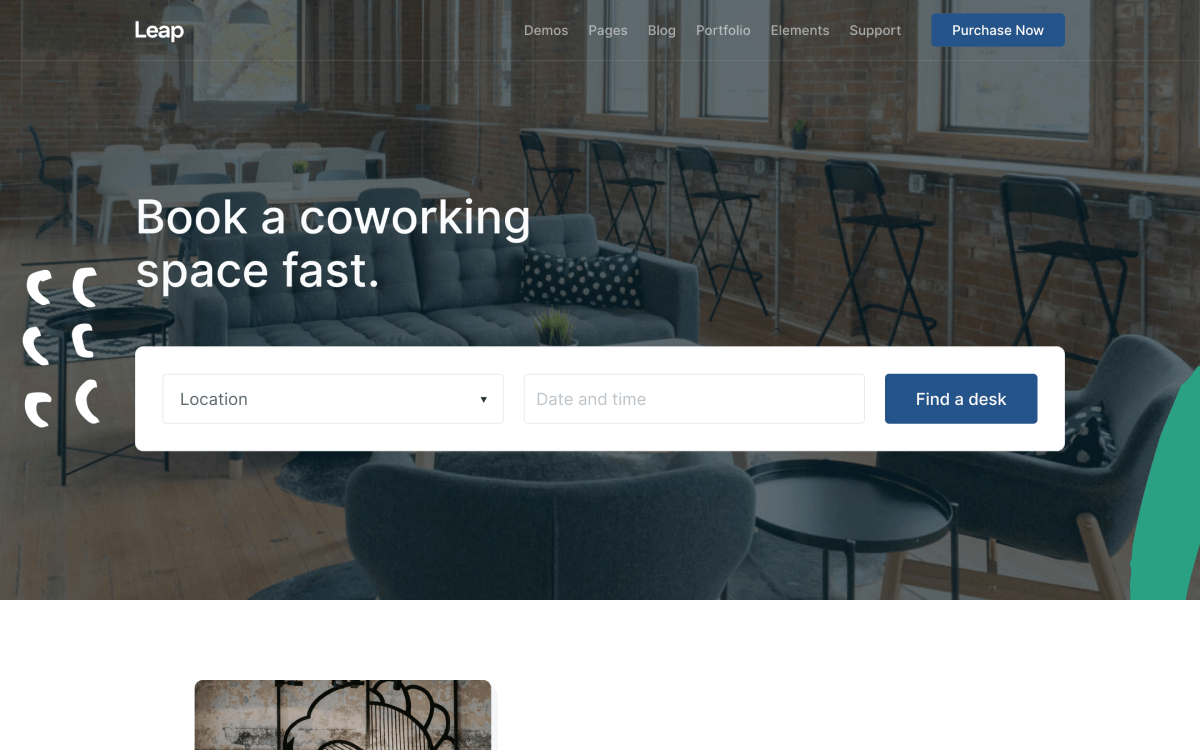 Leap
Demos Pages Blog Portfolio Elements Support Purchase Now
Book a coworking
space fast.
Location Date and time Find a desk